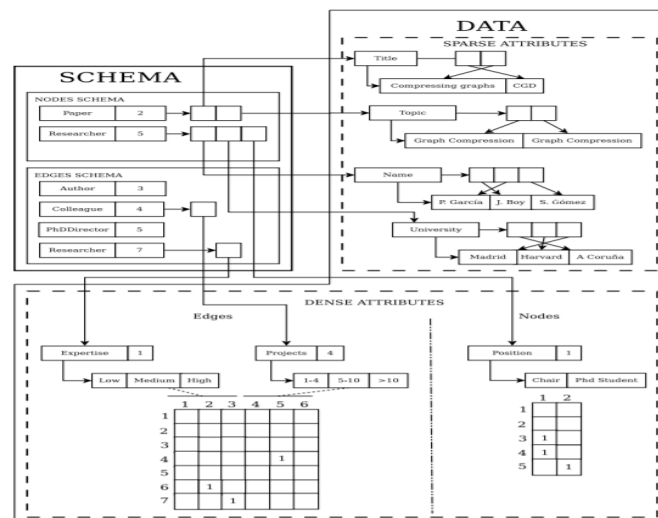 DATA
SPARSE ATTRIBUTES
Title
Compressing graphs CGD
Topic
Graph Compression Graph Compression
Name
P. García J. Boy S. Gómez
University
Madrid Harvard A Coruña
SCHEMA
NODES SCHEMA
Paper 2
Researcher 5
EDGES SCHEMA
Author 3
Colleague 4
PhDDirector 5
Researcher 7
DENSE ATTRIBUTES
Edges Nodes
Expertise 1 Projects 4 Position 1
Low Medium High 1-4 5-10 >10 Chair Phd Student
1 2 3 4 5 6
1
2
3
4 1
5
6 1
7 1
1 2
1
2
3 1
4 1
5 1